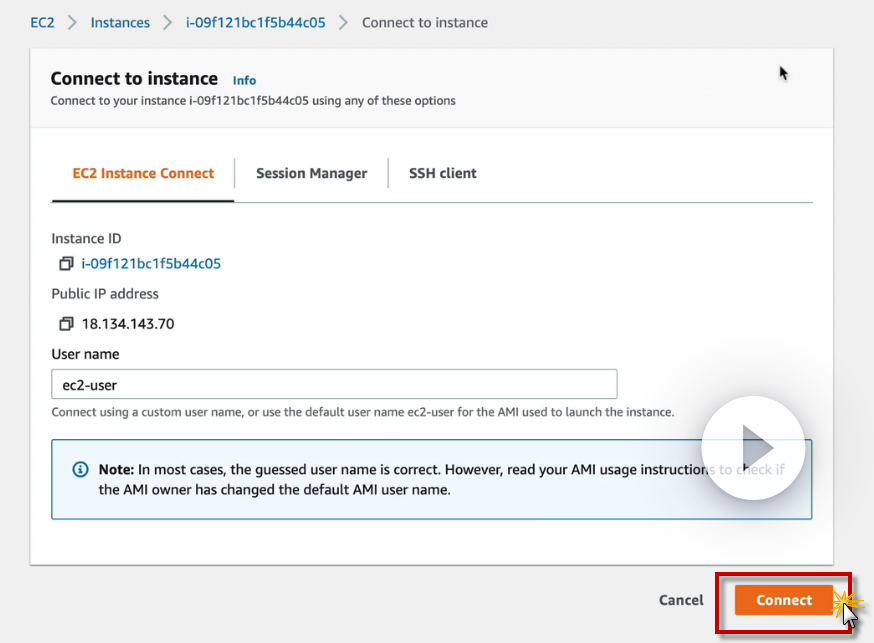 EC2 > Instances > i-09f121bc1f5b44c05 > Connect to instance
Connect to instance Info
Connect to your instance i-09f121bc1f5b44c05 using any of these options
EC2 Instance Connect
Session Manager
SSH client
Instance ID
i-09f121bc1f5b44c05
Public IP address
18.134.143.70
User name
ec2-user
Connect using a custom user name, or use the default user name ec2-user for the AMI used to launch the instance.
Note: In most cases, the guessed user name is correct. However, read your AMI usage instructions to check if
the AMI owner has changed the default AMI user name.
Cancel
Connect